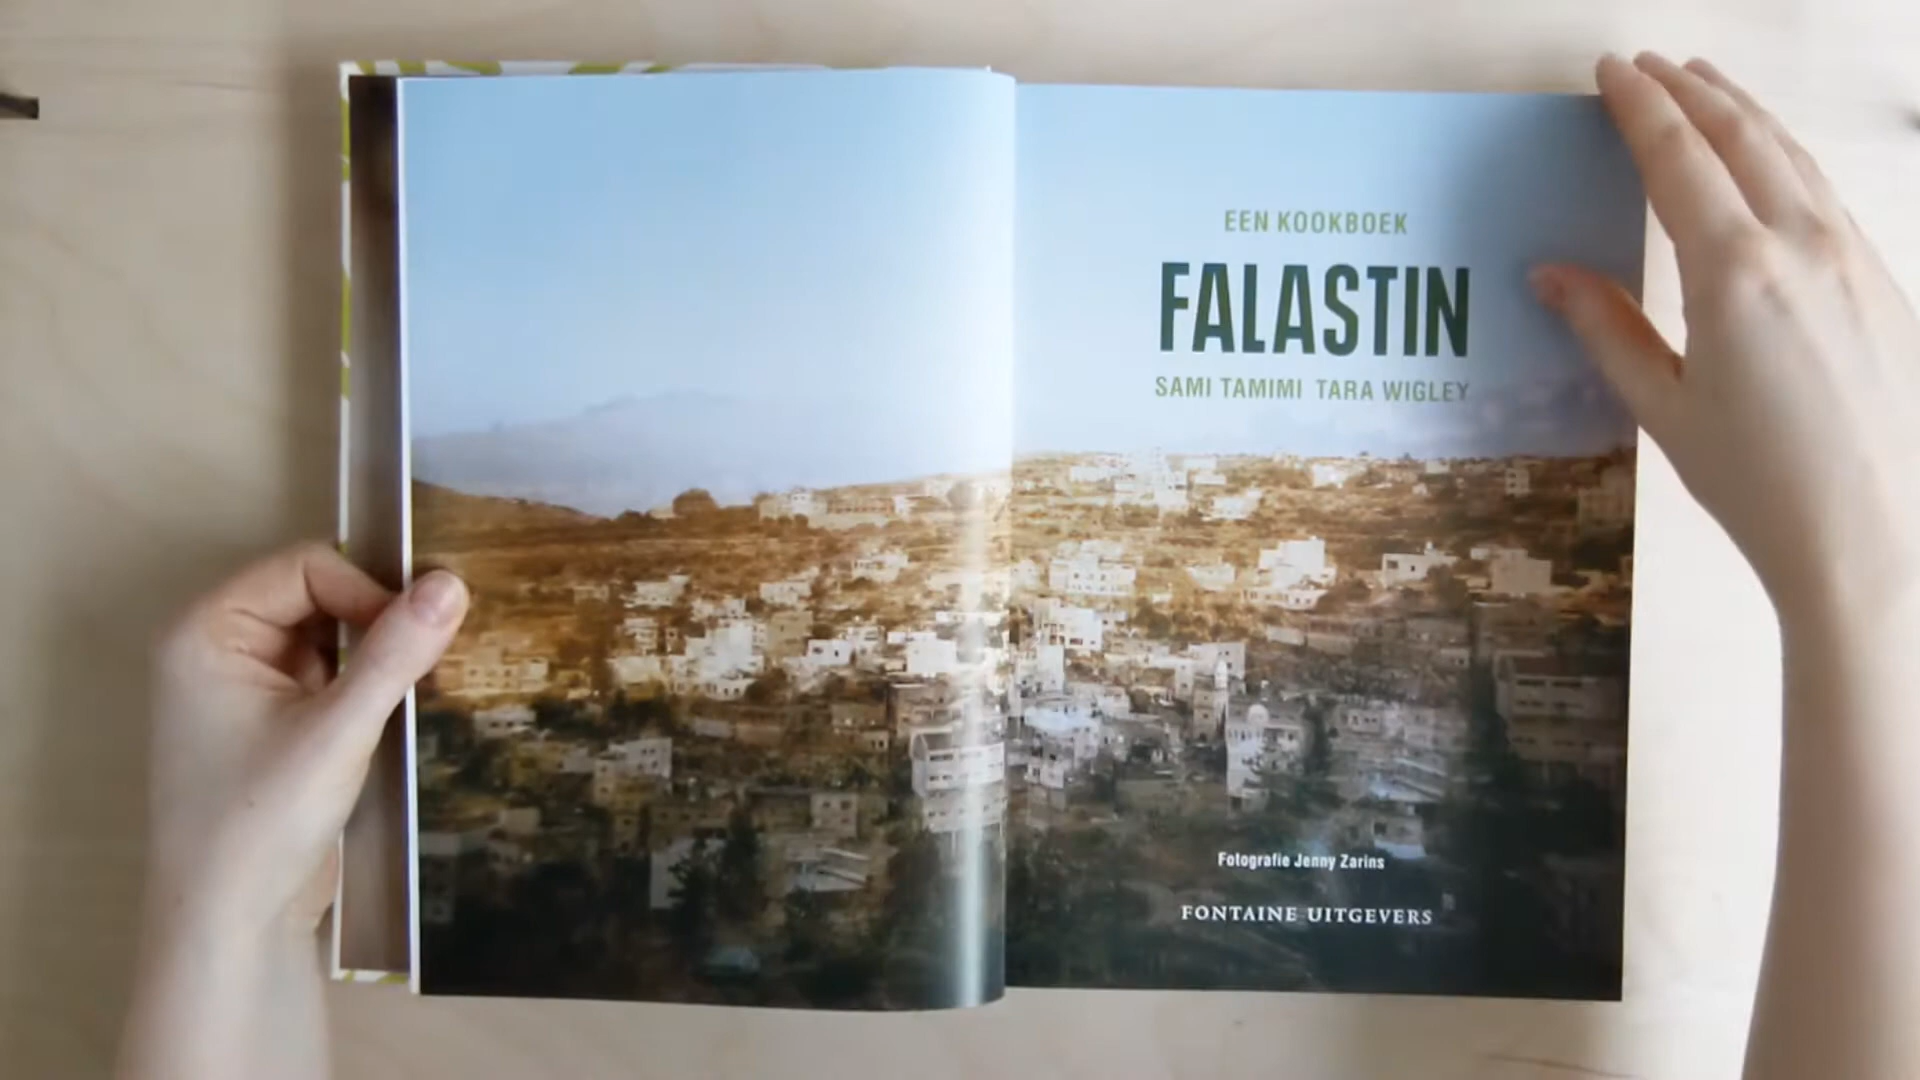 EEN KOOKBOEK
FALASTIN
SAMI TAMIMI TARA WIGLEY
Fotografie Jenny Zarins
FONTAINE UITGEVERS